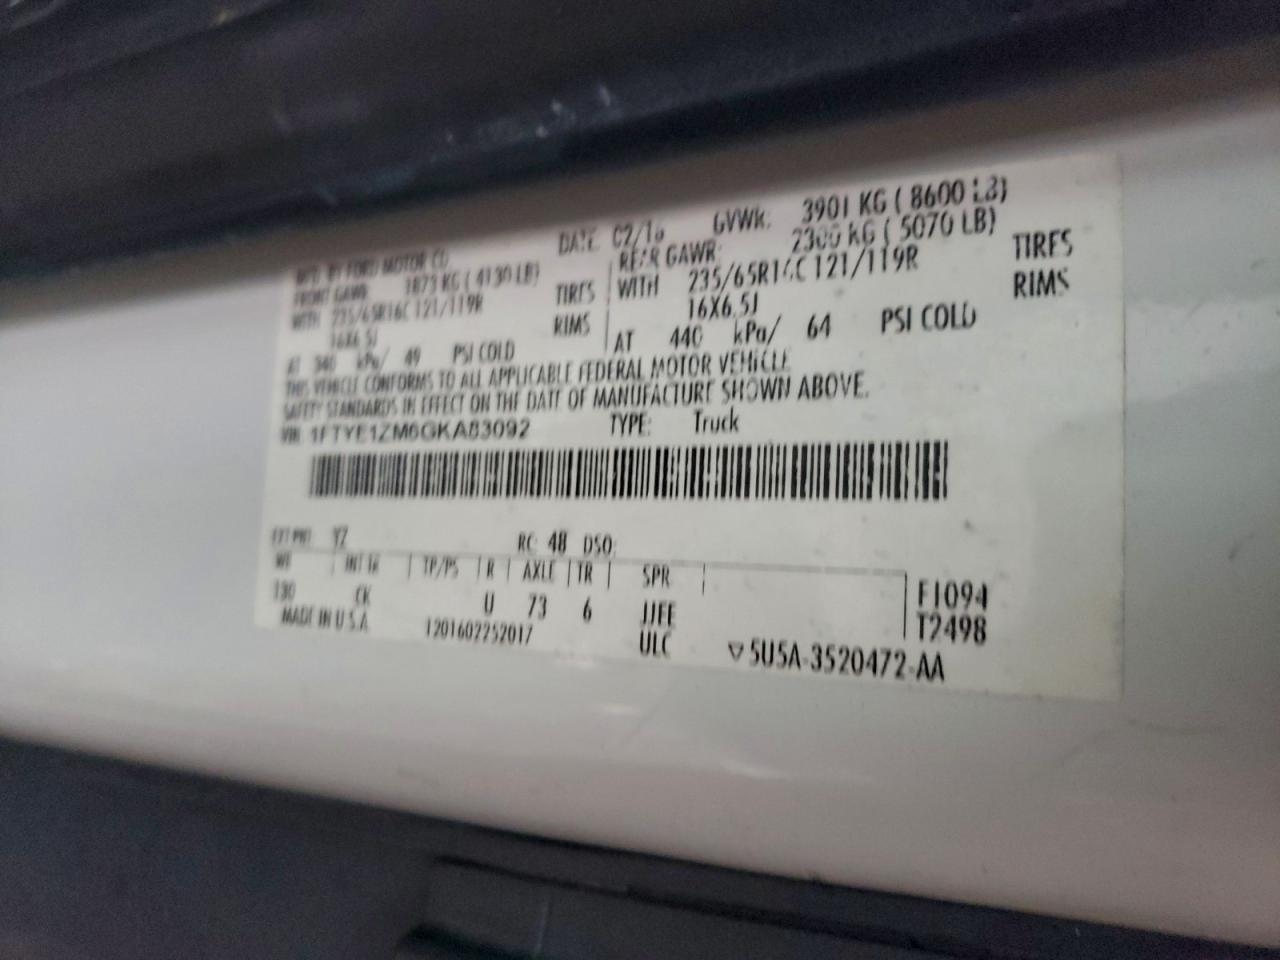 MFD. BY FORD MOTOR CO. DATE: 02/16 GVWR: 3901 KG ( 8600 LB)
FRONT GAWR: 1873 KG ( 4130 LB) REAR GAWR: 2300 KG ( 5070 LB)
WITH 235/65R16C 121/119R TIRES WITH 235/65R16C 121/119R TIRES
16X6.5J RIMS 16X6.5J RIMS
AT 340 kPa/ 49 PSI COLD AT 440 kPa/ 64 PSI COLD
THIS VEHICLE CONFORMS TO ALL APPLICABLE FEDERAL MOTOR VEHICLE
SAFETY STANDARDS IN EFFECT ON THE DATE OF MANUFACTURE SHOWN ABOVE.
VIN: 1FTYE1ZM6GKA83092 TYPE: Truck
EXT PNT: YZ RC: 48 DSO:
WB INT TR TP/PS R AXLE TR SPR F1094
130 CK U 73 6 JJFF T2498
MADE IN U.S.A. 1201602252017 ULC ▽5U5A-3520472-AA